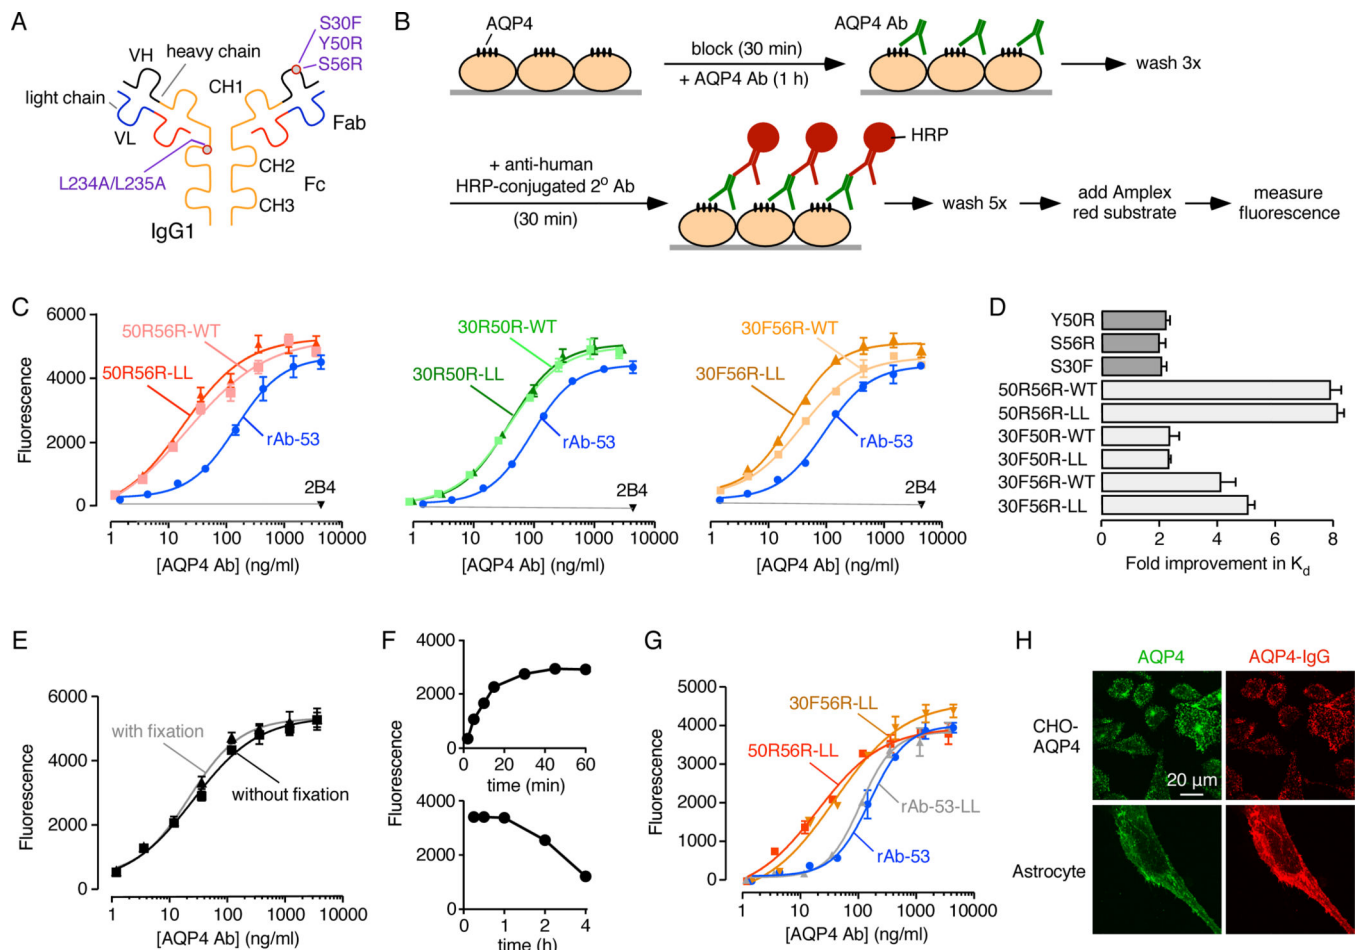 A
S30F
Y50R
S56R
VH
heavy chain
light chain
CH1
VL
Fab
L234A/L235A
CH2
Fc
CH3
IgG1
B
AQP4
block (30 min)
+ AQP4 Ab (1 h)
AQP4 Ab
wash 3x
+ anti-human
HRP-conjugated 2º Ab
(30 min)
HRP
wash 5x
add Amplex
red substrate
measure
fluorescence
C
Fluorescence
6000
4000
2000
0
50R56R-WT
50R56R-LL
rAb-53
2B4
1 10 100 1000 10000
[AQP4 Ab] (ng/ml)
30R50R-WT
30R50R-LL
rAb-53
2B4
1 10 100 1000 10000
[AQP4 Ab] (ng/ml)
30F56R-WT
30F56R-LL
rAb-53
2B4
1 10 100 1000 10000
[AQP4 Ab] (ng/ml)
D
Y50R
S56R
S30F
50R56R-WT
50R56R-LL
30F50R-WT
30F50R-LL
30F56R-WT
30F56R-LL
0 2 4 6 8
Fold improvement in Kd
E
Fluorescence
6000
4000
2000
0
with fixation
without fixation
1 10 100 1000 10000
[AQP4 Ab] (ng/ml)
F
Fluorescence
4000
2000
0
0 20 40 60
time (min)
4000
2000
0
0 1 2 3 4
time (h)
G
Fluorescence
5000
4000
3000
2000
1000
0
30F56R-LL
50R56R-LL
rAb-53-LL
rAb-53
1 10 100 1000 10000
[AQP4 Ab] (ng/ml)
H
AQP4
AQP4-IgG
CHO-
AQP4
20 µm
Astrocyte